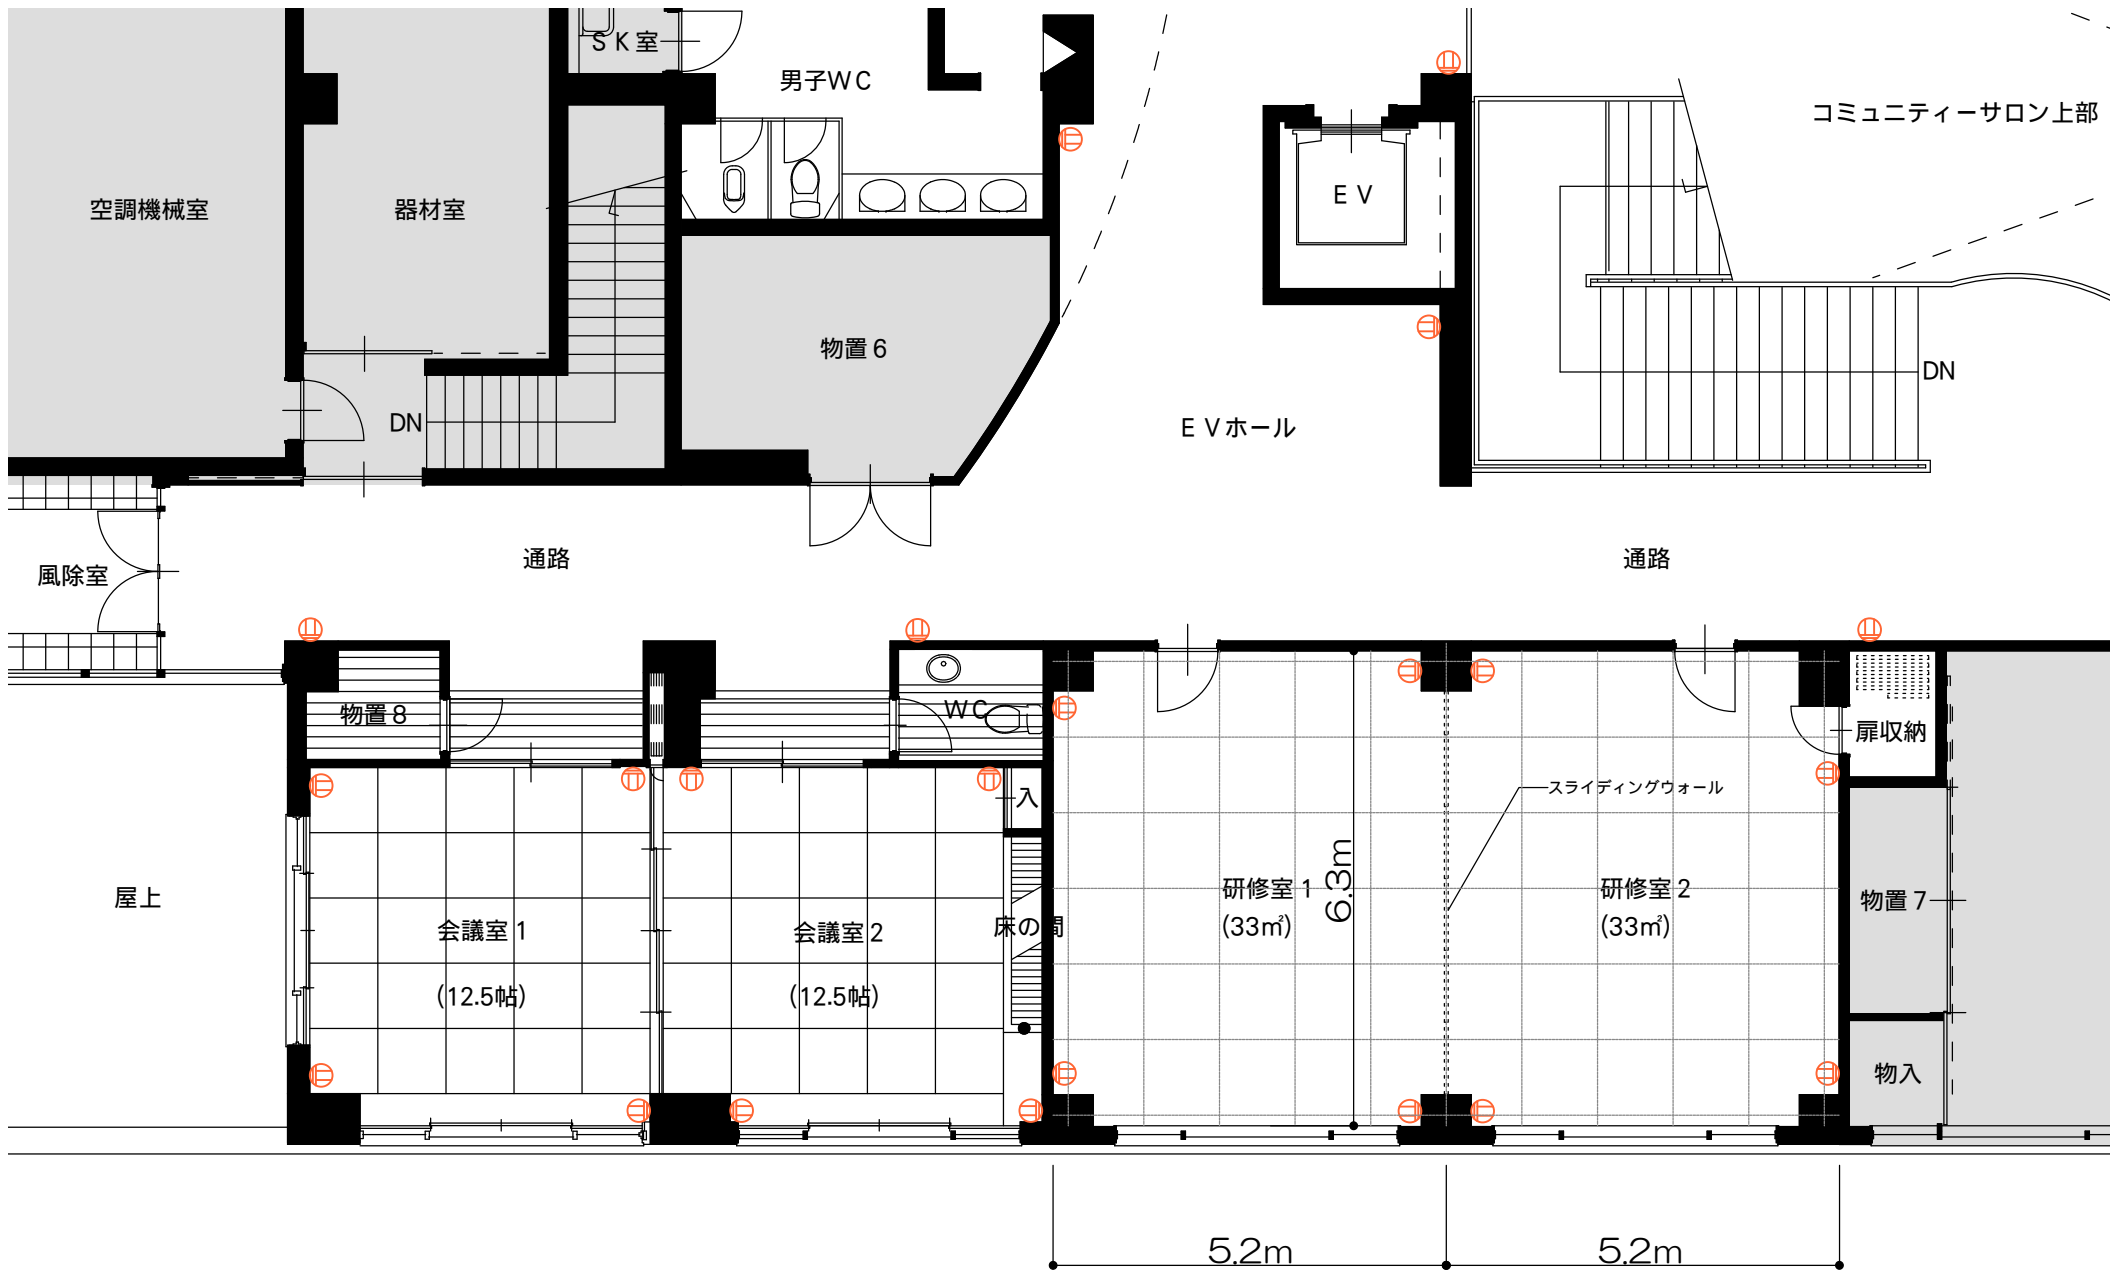 ＳＫ室
男子ＷＣ
コミュニティーサロン上部
空調機械室
器材室
ＥＶ
物置６
DN
DN
ＥＶホール
通路
通路
風除室
物置８
ＷＣ
扉収納
入
スライディングウォール
屋上
会議室１
(12.5帖)
会議室２
(12.5帖)
床の間
研修室１
(33㎡)
6.3m
研修室２
(33㎡)
物置７
物入
5.2m
5.2m